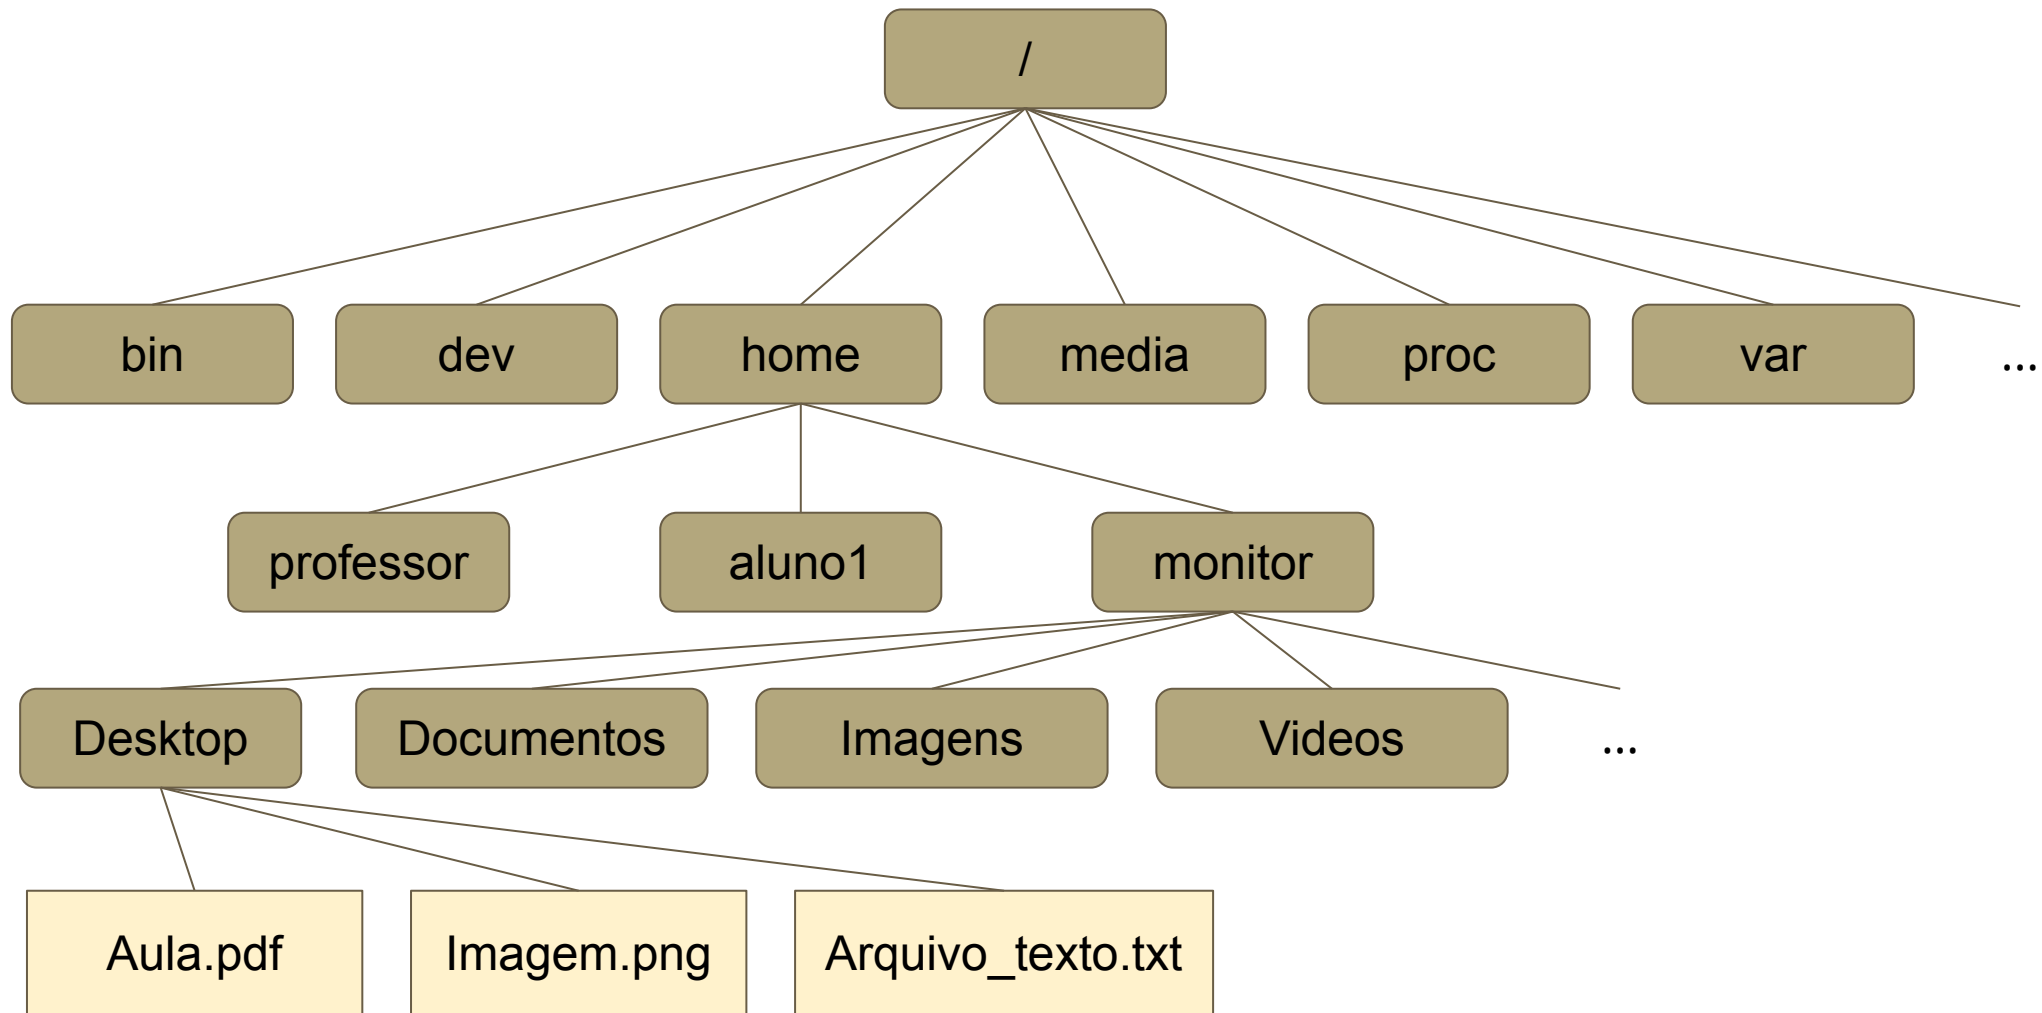 /
bin
dev
home
media
proc
var
...
professor
aluno1
monitor
Desktop
Documentos
Imagens
Videos
...
Aula.pdf
Imagem.png
Arquivo_texto.txt